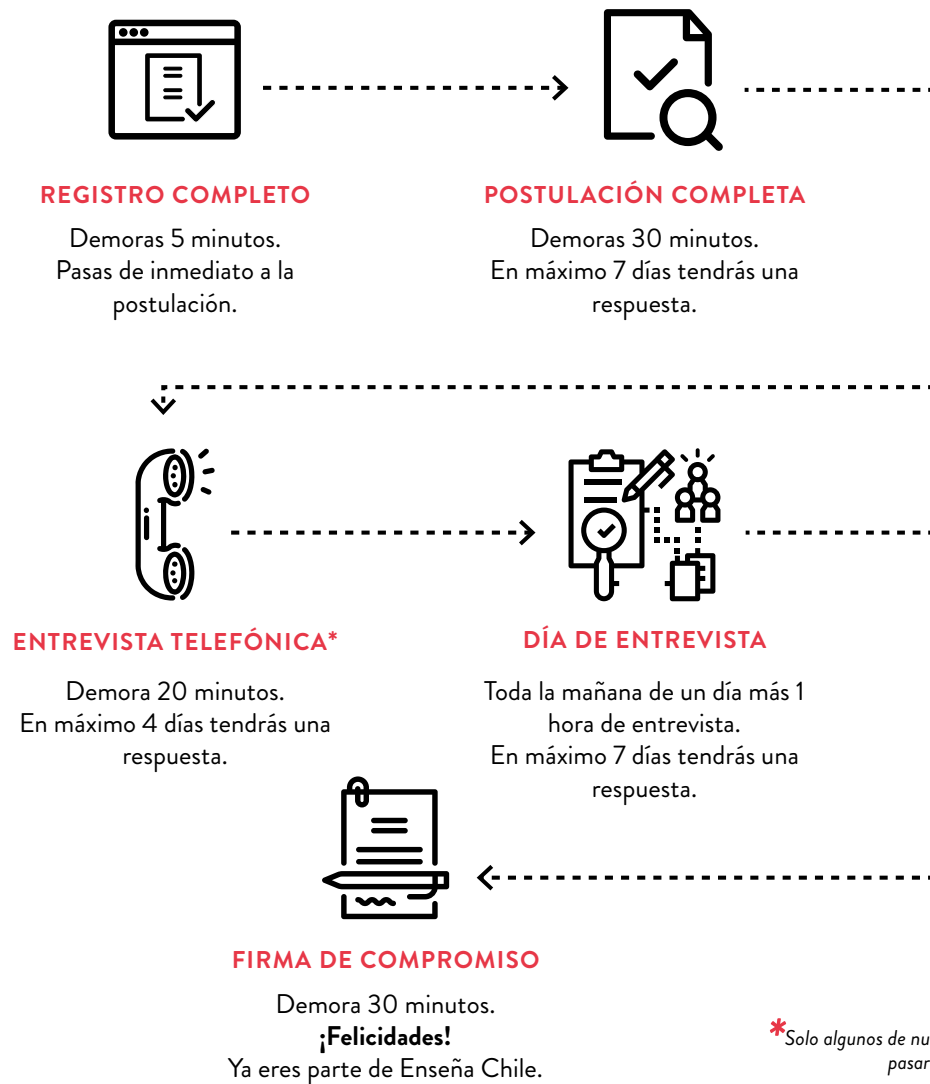 REGISTRO COMPLETO
Demoras 5 minutos.
Pasas de inmediato a la
postulación.
POSTULACIÓN COMPLETA
Demoras 30 minutos.
En máximo 7 días tendrás una
respuesta.
ENTREVISTA TELEFÓNICA*
Demora 20 minutos.
En máximo 4 días tendrás una
respuesta.
DÍA DE ENTREVISTA
Toda la mañana de un día más 1
hora de entrevista.
En máximo 7 días tendrás una
respuesta.
FIRMA DE COMPROMISO
Demora 30 minutos.
¡Felicidades!
Ya eres parte de Enseña Chile.
*Solo algunos de nu
pasar